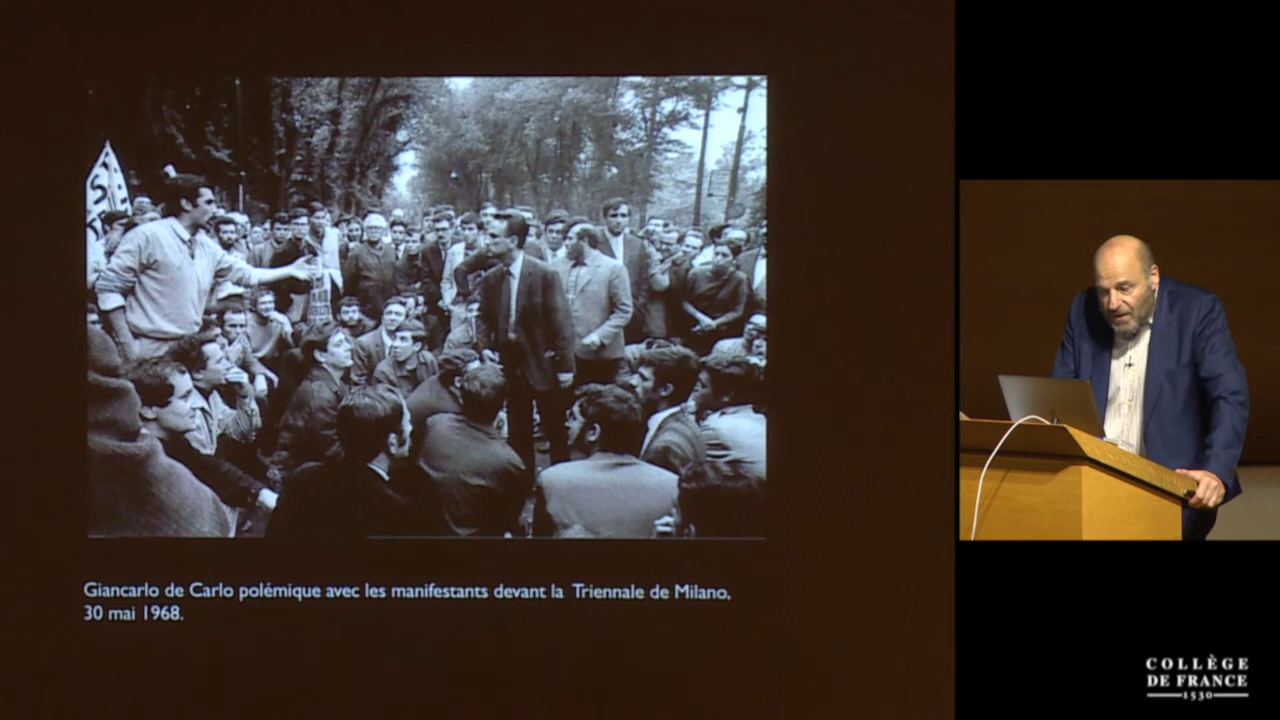 Giancarlo de Carlo polémique avec les manifestants devant la Triennale de Milano,
30 mai 1968.
COLLÈGE
DE FRANCE
1530